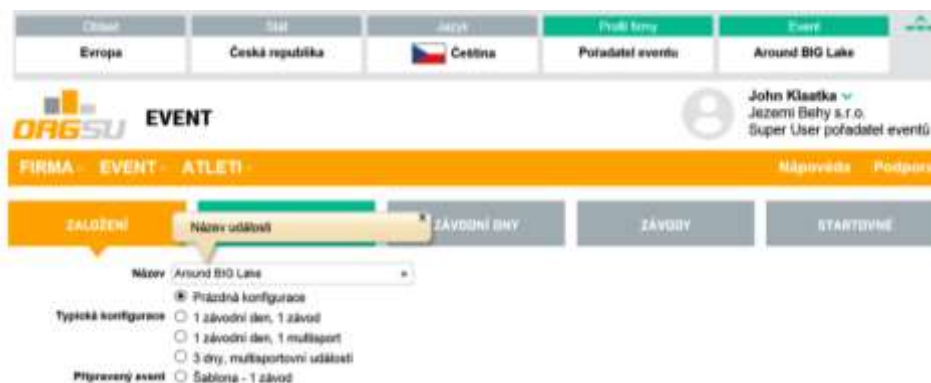 Oblast Stát Jazyk Profil firmy Event
Evropa Česká republika Čeština Pořadatel eventu Around BIG Lake
ORGSU EVENT
John Klaatka
Jezerní Běhy s.r.o.
Super User pořadatel eventů
FIRMA EVENT ATLETI Nápověda Podpora
ZALOŽENÍ Název události x ZÁVODNÍ DNY ZÁVODY STARTOVNÉ
Název Around BIG Lake
Prázdná konfigurace
Typická konfigurace 1 závodní den, 1 závod
1 závodní den, 1 multisport
3 dny, multisportovní události
Připravený event Šablona - 1 závod